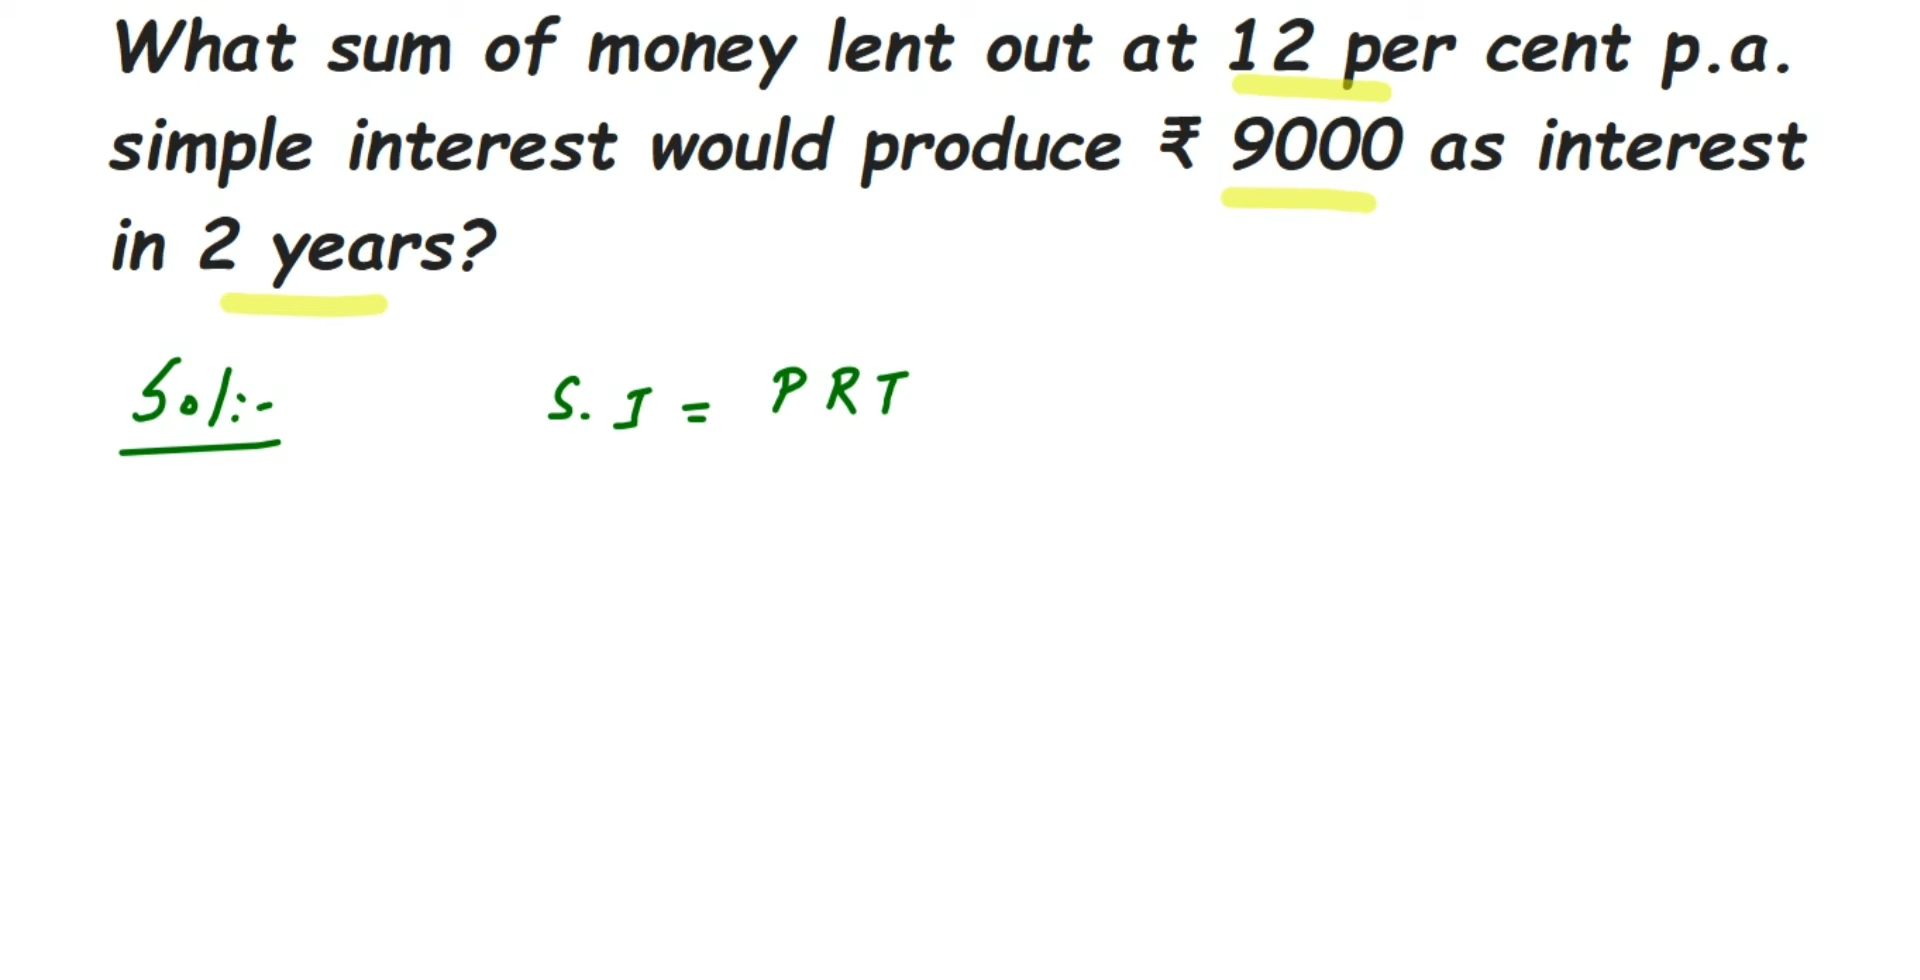 What sum of money lent out at 12 per cent p.a.
simple interest would produce ₹ 9000 as interest
in 2 years?
Sol:-
S. I = PRT